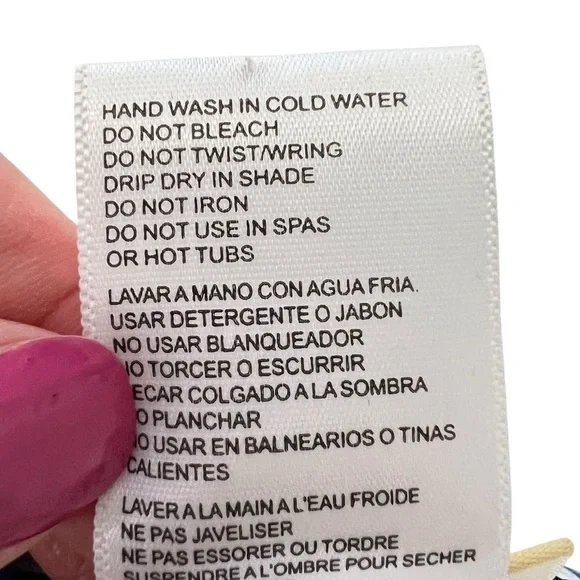 HAND WASH IN COLD WATER
DO NOT BLEACH
DO NOT TWIST/WRING
DRIP DRY IN SHADE
DO NOT IRON
DO NOT USE IN SPAS
OR HOT TUBS
LAVAR A MANO CON AGUA FRIA.
USAR DETERGENTE O JABON
NO USAR BLANQUEADOR
NO TORCER O ESCURRIR
ECAR COLGADO A LA SOMBRA
O PLANCHAR
NO USAR EN BALNEARIOS O TINAS
CALIENTES
LAVER A LA MAIN A L'EAU FROIDE
NE PAS JAVELISER
NE PAS ESSORER OU TORDRE
SUSPENDRE A L'OMBRE POUR SECHER